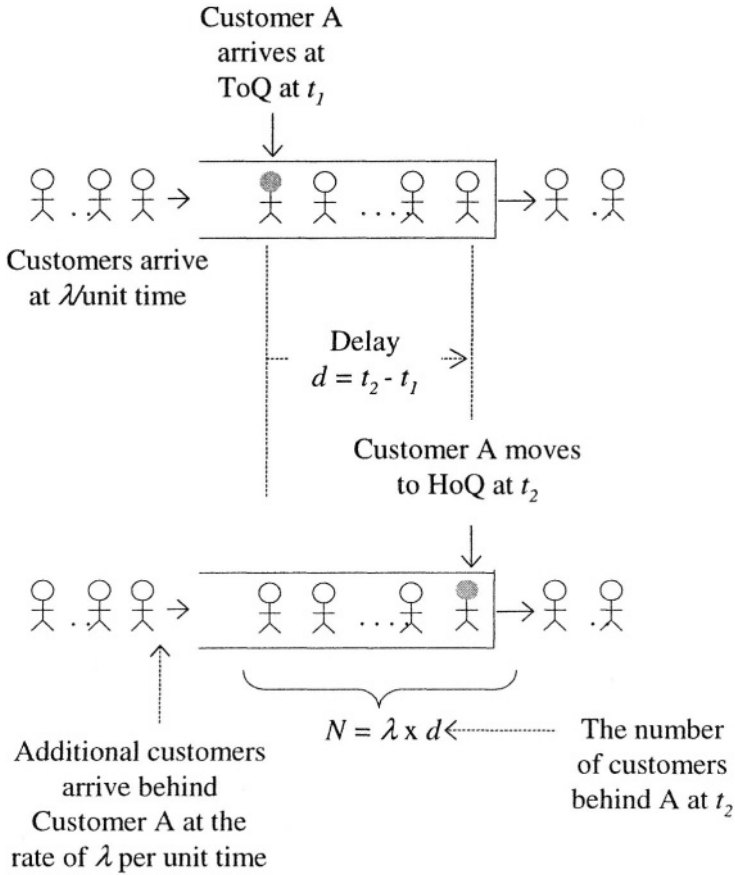 Customer A
arrives at
ToQ at t₁
Customers arrive
at λ/unit time
Delay
d = t₂ - t₁
Customer A moves
to HoQ at t₂
N = λ x d
The number
of customers
behind A at t₂
Additional customers
arrive behind
Customer A at the
rate of λ per unit time